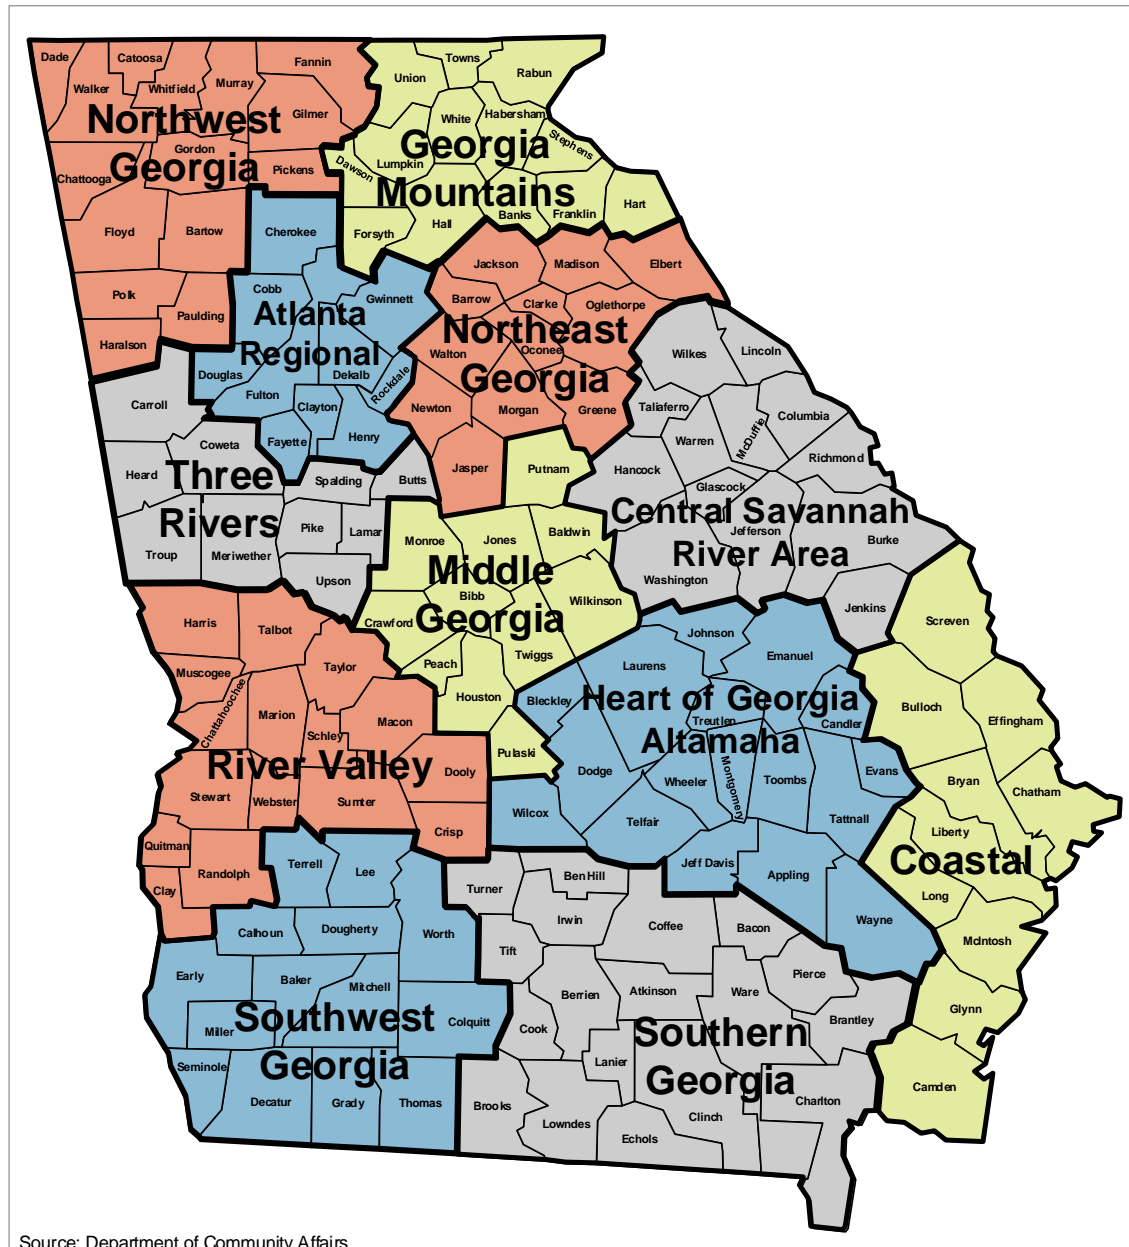 Dade
Catoosa
Towns
Fannin
Union
Rabun
Walker
Whitfield
Murray
Gilmer
White
Habersham
Northwest
Georgia
Gordon
Chattooga
Pickens
Georgia
Mountains
Stephens
Dawson
Lumpkin
Floyd
Bartow
Cherokee
Forsyth
Hall
Banks
Franklin
Hart
Jackson
Madison
Elbert
Polk
Paulding
Haralson
Cobb
Gwinnett
Atlanta
Regional
Barrow
Clarke
Oglethorpe
Northeast
Georgia
Walton
Oconee
Douglas
Dekalb
Rockdale
Fulton
Clayton
Fayette
Henry
Newton
Morgan
Greene
Jasper
Putnam
Wilkes
Lincoln
Taliaferro
Columbia
Warren
McDuffie
Richmond
Hancock
Glascock
Central Savannah
River Area
Jefferson
Burke
Washington
Jenkins
Carroll
Coweta
Heard
Three
Rivers
Spalding
Butts
Pike
Lamar
Troup
Meriwether
Upson
Monroe
Jones
Baldwin
Middle
Georgia
Bibb
Wilkinson
Crawford
Peach
Twiggs
Houston
Pulaski
Harris
Talbot
Taylor
Muscogee
Chattahoochee
Marion
Schley
Macon
River Valley
Dooly
Stewart
Webster
Sumter
Crisp
Quitman
Randolph
Clay
Johnson
Emanuel
Laurens
Bleckley
Heart of Georgia
Altamaha
Treutlen
Candler
Dodge
Wheeler
Montgomery
Toombs
Evans
Wilcox
Telfair
Tattnall
Jeff Davis
Appling
Wayne
Screven
Bulloch
Effingham
Bryan
Chatham
Liberty
Coastal
Long
McIntosh
Glynn
Camden
Terrell
Lee
Calhoun
Dougherty
Worth
Early
Baker
Mitchell
Southwest
Georgia
Miller
Colquitt
Seminole
Decatur
Grady
Thomas
Turner
Ben Hill
Irwin
Coffee
Bacon
Tift
Pierce
Berrien
Atkinson
Ware
Brantley
Cook
Southern
Georgia
Lanier
Brooks
Lowndes
Clinch
Charlton
Echols
Source: Department of Community Affairs